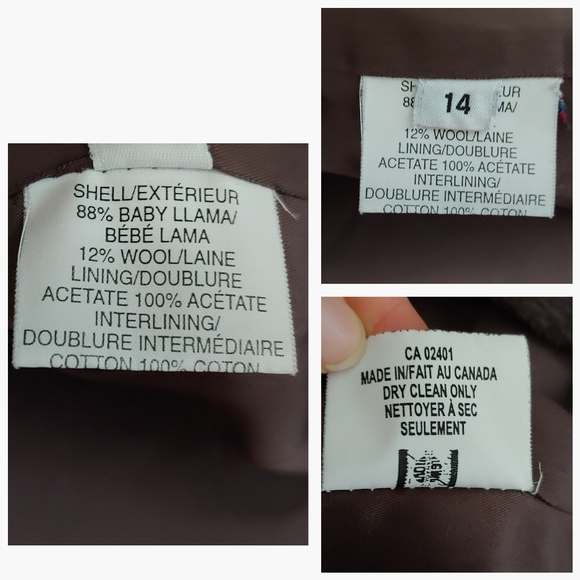 SHELL/EXTÉRIEUR
88% BABY LLAMA/
BÉBÉ LAMA
12% WOOL/LAINE
LINING/DOUBLURE
ACETATE 100% ACÉTATE
INTERLINING/
DOUBLURE INTERMÉDIAIRE
COTTON 100% COTON
14
12% WOOL/LAINE
LINING/DOUBLURE
ACETATE 100% ACÉTATE
INTERLINING/
DOUBLURE INTERMÉDIAIRE
COTTON 100% COTON
CA 02401
MADE IN/FAIT AU CANADA
DRY CLEAN ONLY
NETTOYER À SEC
SEULEMENT